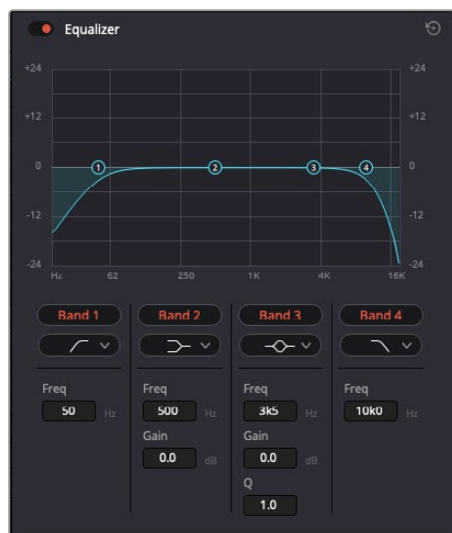 Equalizer
+24 +24
+12 +12
0 0
-12 -12
-24 -24
Hz 62 250 1K 4K 16K
1 2 3 4
Band 1 Band 2 Band 3 Band 4
Freq Freq Freq Freq
50 Hz 500 Hz 3k5 Hz 10k0 Hz
Gain Gain
0.0 dB 0.0 dB
Q
1.0